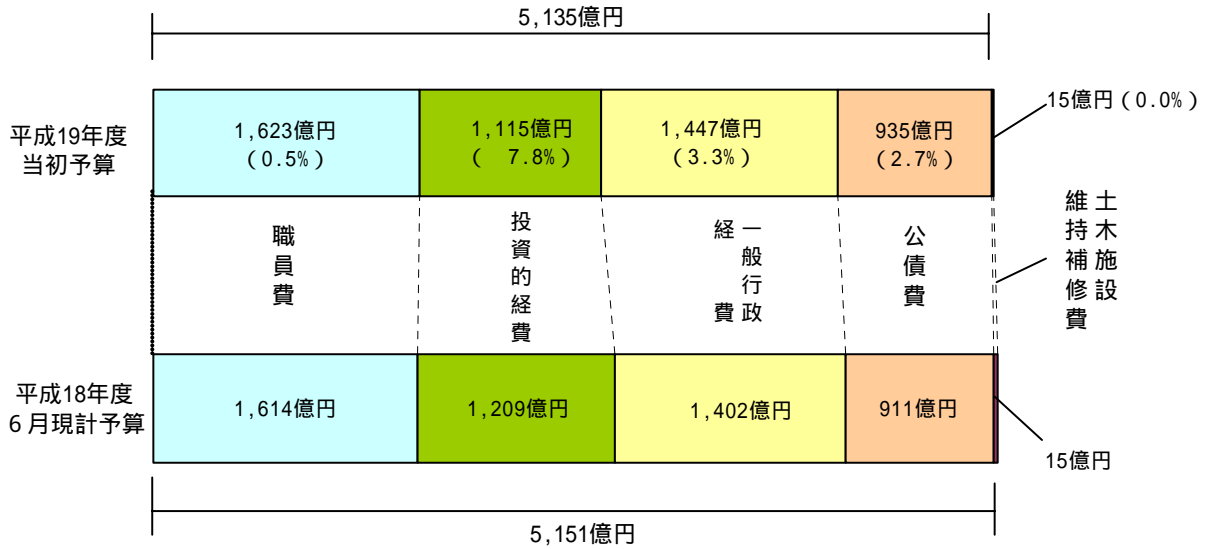 5,135億円
平成19年度
当初予算
1,623億円
(0.5%)
1,115億円
(　7.8%)
1,447億円
(3.3%)
935億円
(2.7%)
15億円(0.0%)
職員費
投資的経費
一般行政
経　　　費
公債費
土木施設
維持補修費
平成18年度
6月現計予算
1,614億円
1,209億円
1,402億円
911億円
15億円
5,151億円